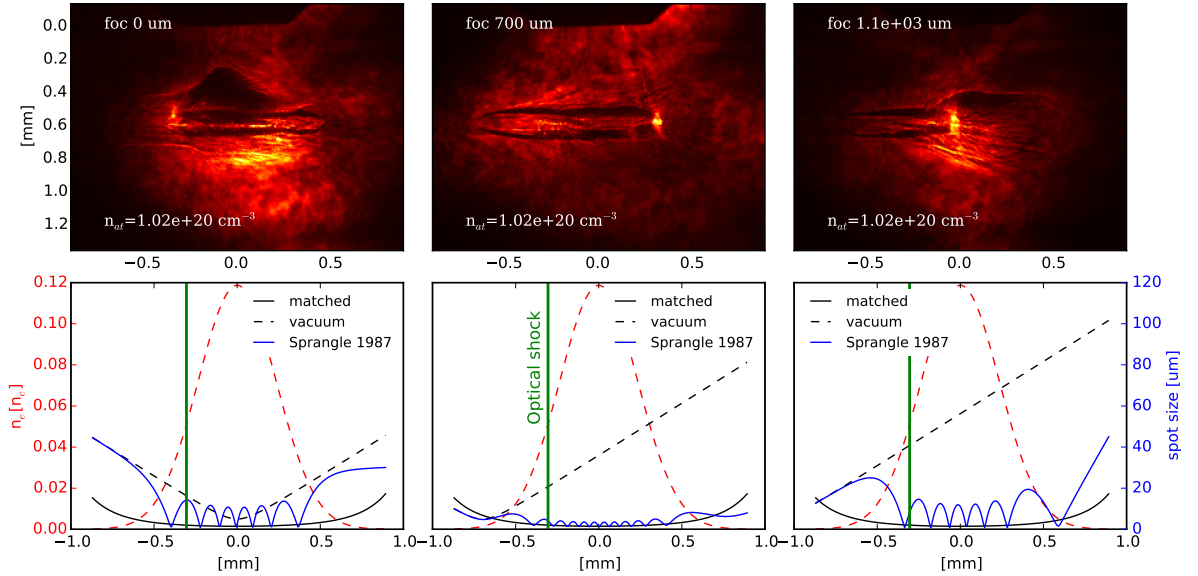 foc 0 um
foc 700 um
foc 1.1e+03 um
0.0
0.2
0.4
0.6
0.8
1.0
1.2
[mm]
n_{at}=1.02e+20 cm^{−3}
n_{at}=1.02e+20 cm^{−3}
n_{at}=1.02e+20 cm^{−3}
−0.5 0.0 0.5
−0.5 0.0 0.5
−0.5 0.0 0.5
0.12
0.10
0.08
0.06
0.04
0.02
0.00
n_e [n_c]
matched
vacuum
Sprangle 1987
Optical shock
matched
vacuum
Sprangle 1987
matched
vacuum
Sprangle 1987
120
100
80
60
40
20
0
spot size [um]
−1.0 −0.5 0.0 0.5 −1.0 −0.5 0.0 0.5 −1.0 −0.5 0.0 0.5 1.0
[mm]
[mm]
[mm]